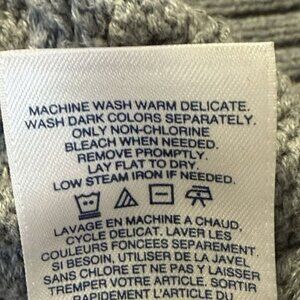 MACHINE WASH WARM DELICATE.
WASH DARK COLORS SEPARATELY.
ONLY NON-CHLORINE
BLEACH WHEN NEEDED.
REMOVE PROMPTLY.
LAY FLAT TO DRY
LOW STEAM IRON IF NEEDED.
LAVAGE EN MACHINE A CHAUD,
CYCLE DELICAT. LAVER LES
COULEURS FONCEES SEPAREMENT.
SI BESOIN, UTILISER DE LA JAVEL
SANS CHLORE ET NE PAS Y LAISSER
TREMPER VOTRE ARTICLE. SORTIR
RAPIDEMENT L'ARTICLE DU